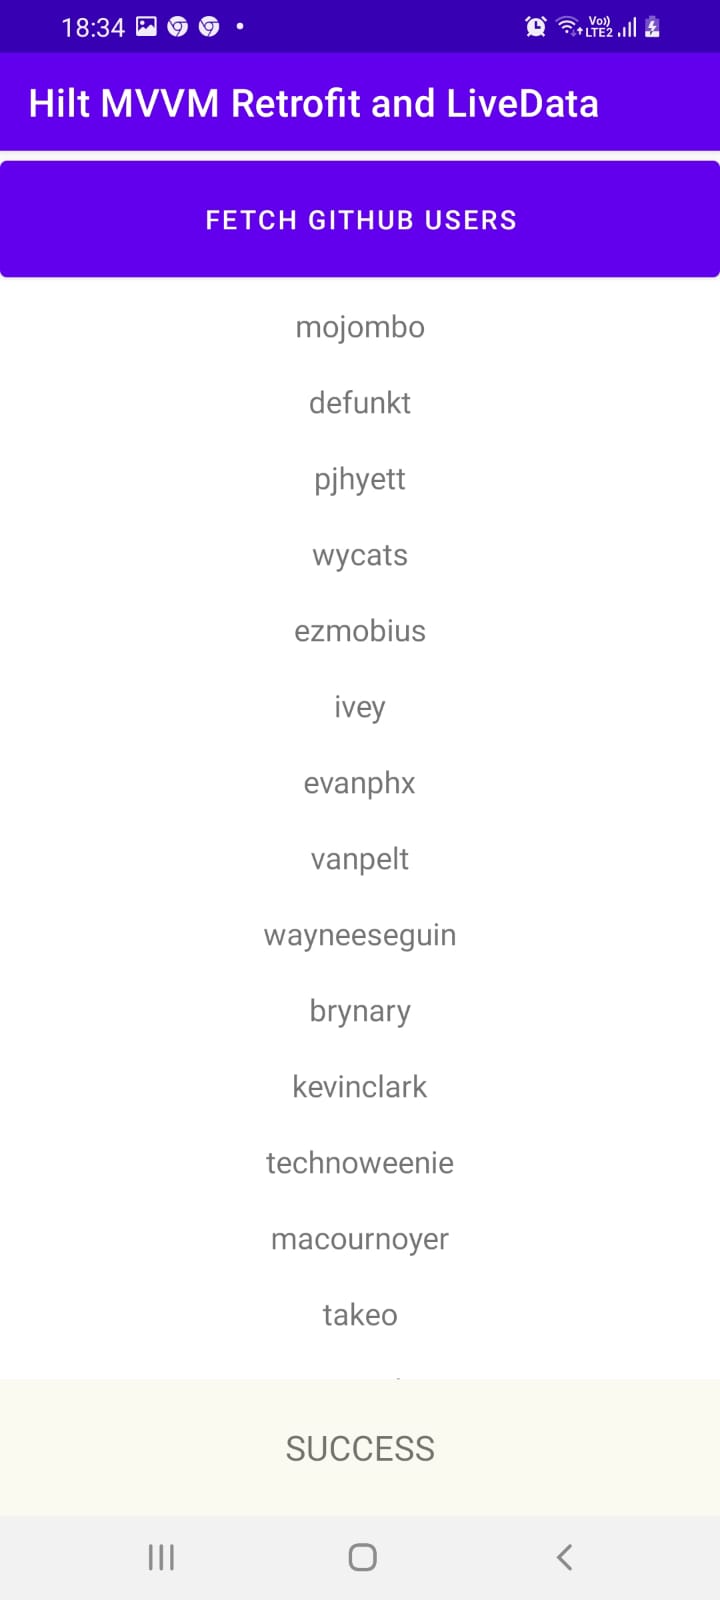 18:34
Vo))
LTE2
Hilt MVVM Retrofit and LiveData
FETCH GITHUB USERS
mojombo
defunkt
pjhyett
wycats
ezmobius
ivey
evanphx
vanpelt
wayneeseguin
brynary
kevinclark
technoweenie
macournoyer
takeo
SUCCESS